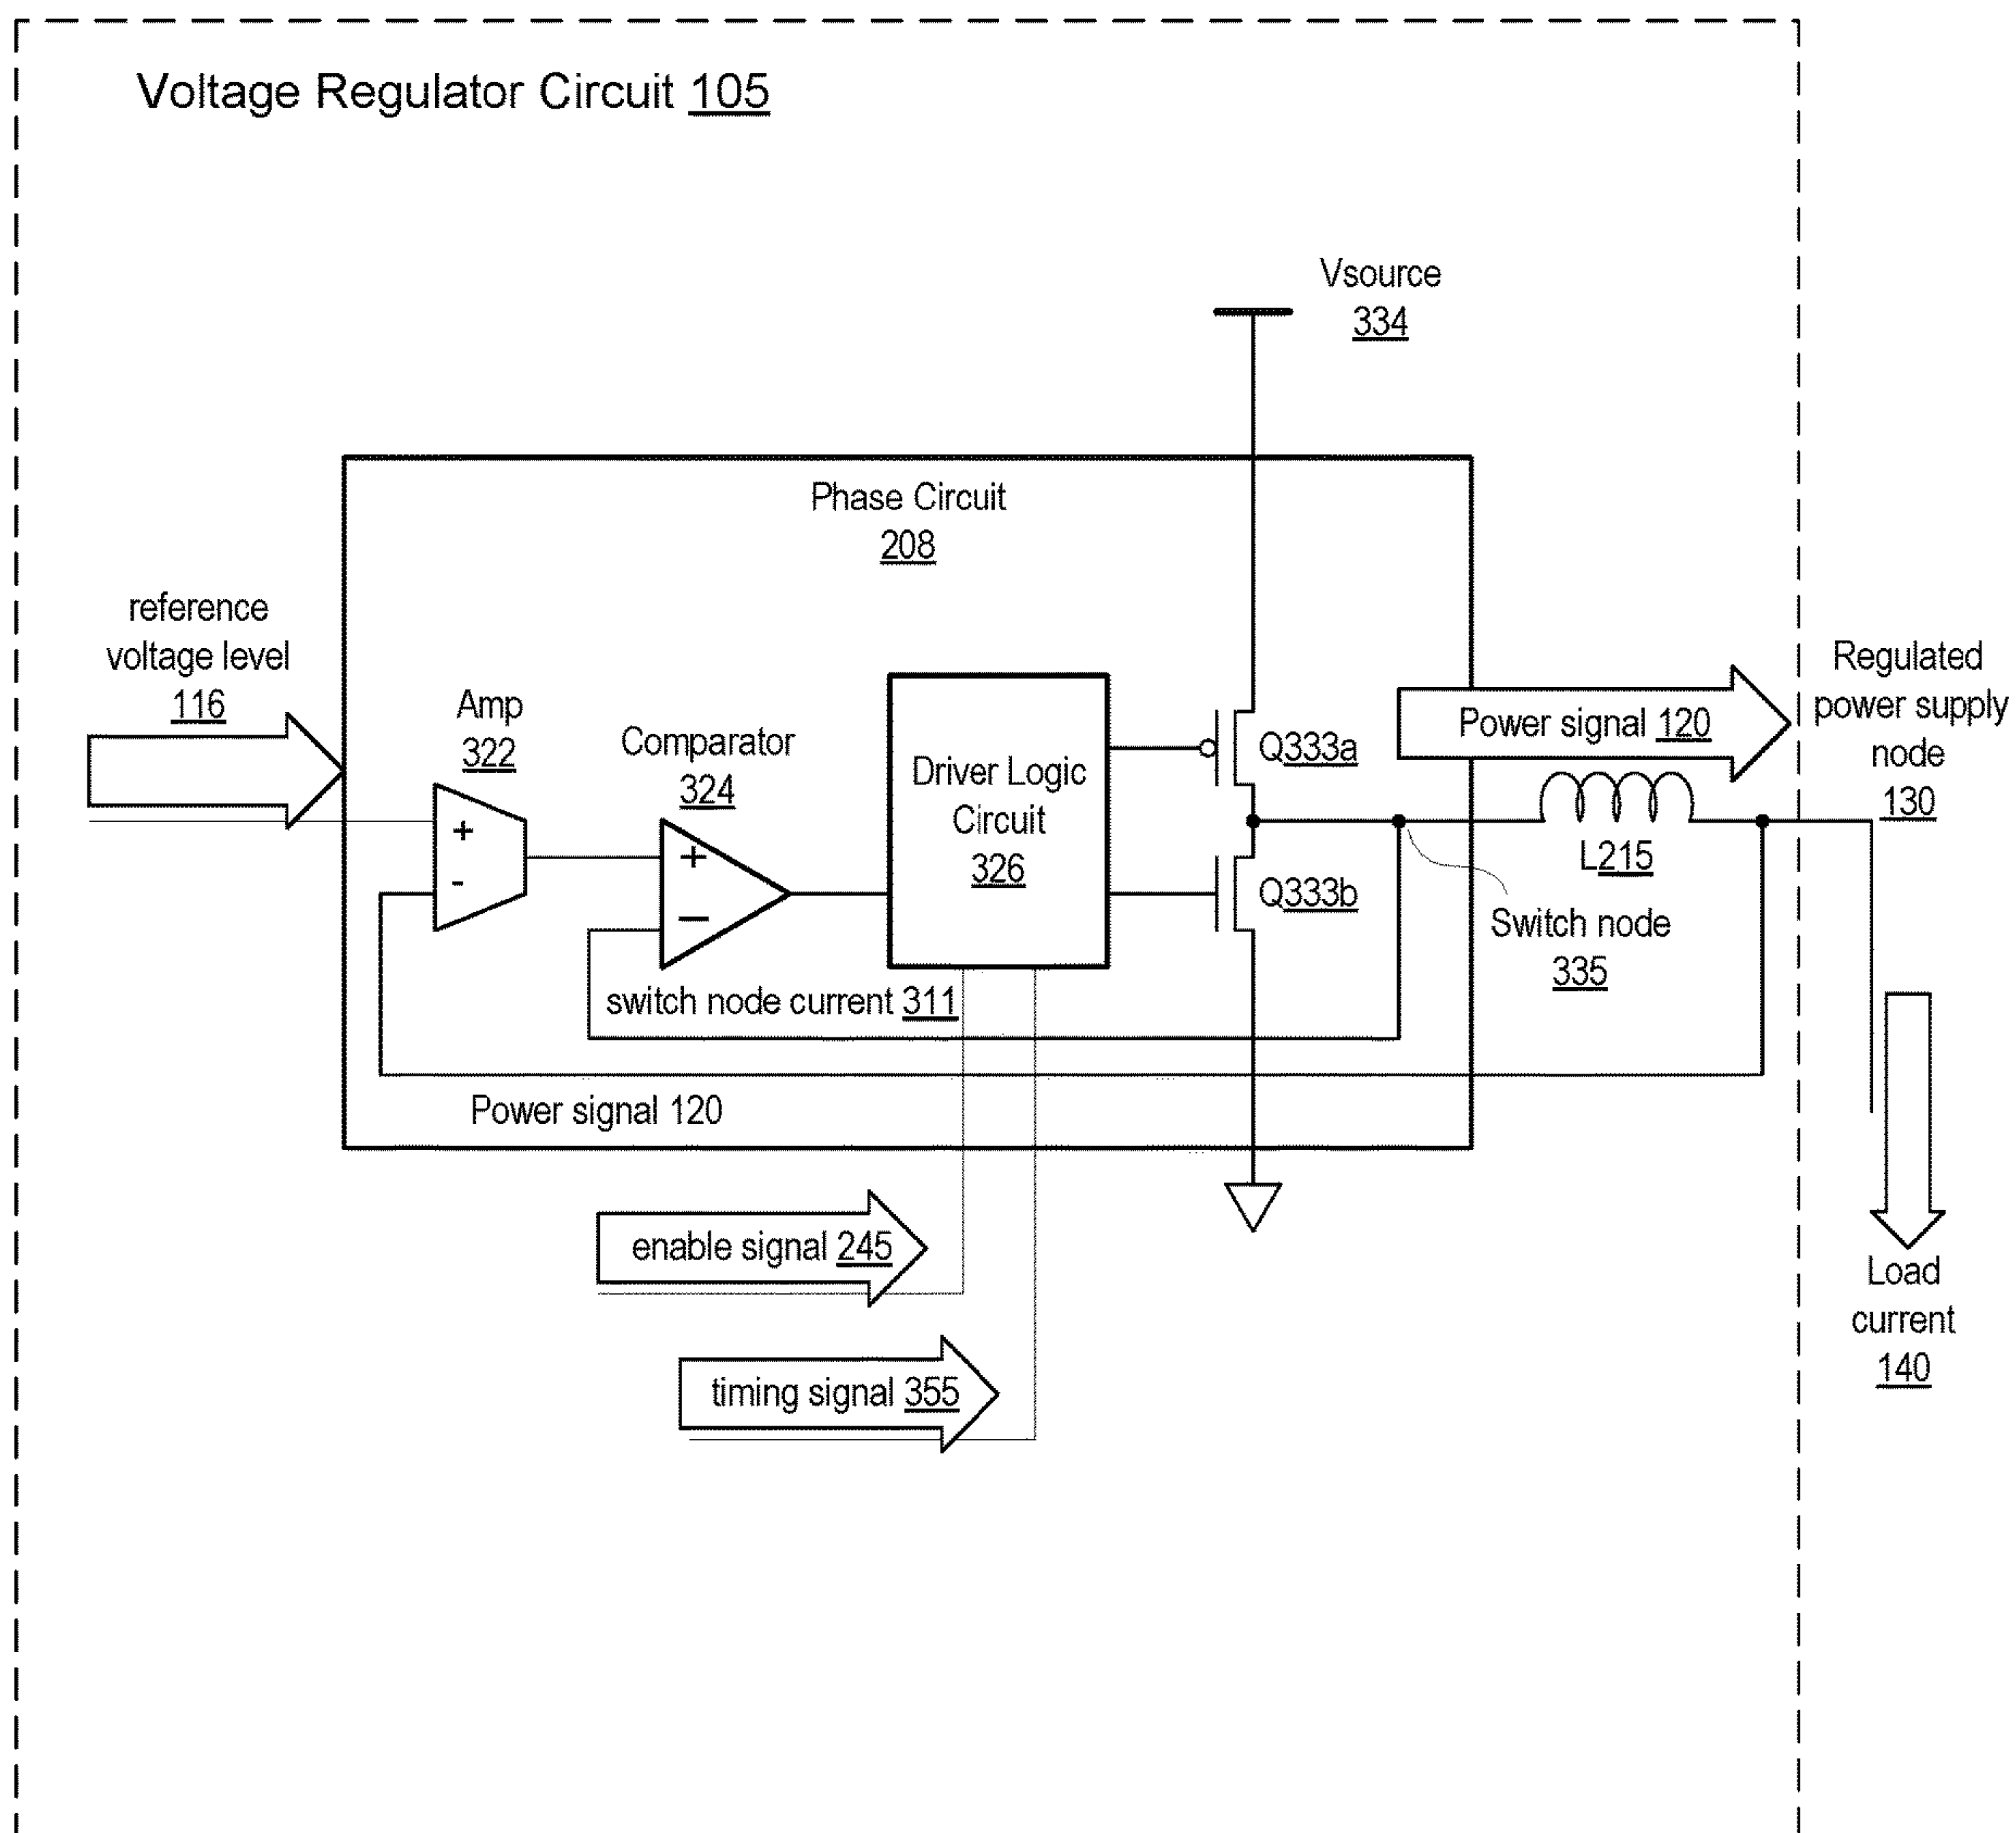 Voltage Regulator Circuit 105
Vsource
334
Phase Circuit
208
reference
voltage level
116
Amp
322
+
-
Comparator
324
+
−
Driver Logic
Circuit
326
Q333a
Q333b
Power signal 120
L215
Switch node
335
Regulated
power supply
node
130
switch node current 311
Power signal 120
enable signal 245
timing signal 355
Load
current
140